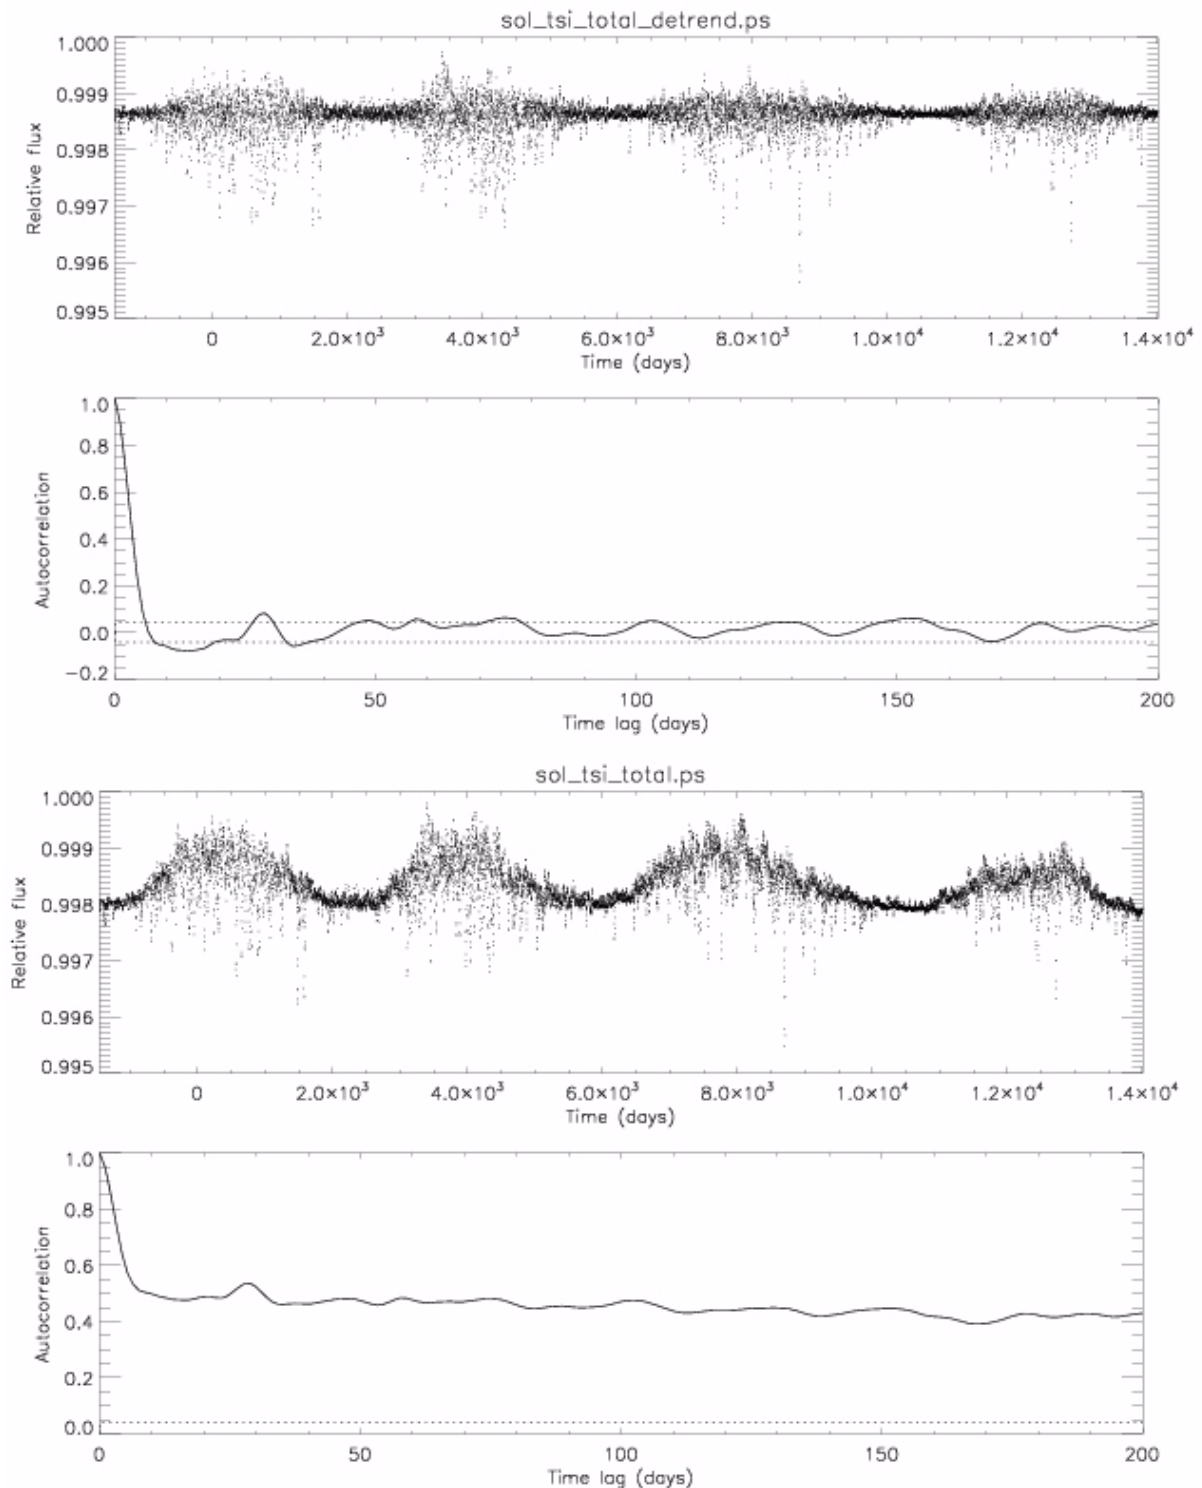 sol_tsi_total_detrend.ps
1.000
0.999
0.998
0.997
0.996
0.995
Relative flux
0 2.0×10³ 4.0×10³ 6.0×10³ 8.0×10³ 1.0×10⁴ 1.2×10⁴ 1.4×10⁴
Time (days)
1.0
0.8
0.6
0.4
0.2
0.0
−0.2
Autocorrelation
0 50 100 150 200
Time lag (days)
sol_tsi_total.ps
1.000
0.999
0.998
0.997
0.996
0.995
Relative flux
0 2.0×10³ 4.0×10³ 6.0×10³ 8.0×10³ 1.0×10⁴ 1.2×10⁴ 1.4×10⁴
Time (days)
1.0
0.8
0.6
0.4
0.2
0.0
Autocorrelation
0 50 100 150 200
Time lag (days)